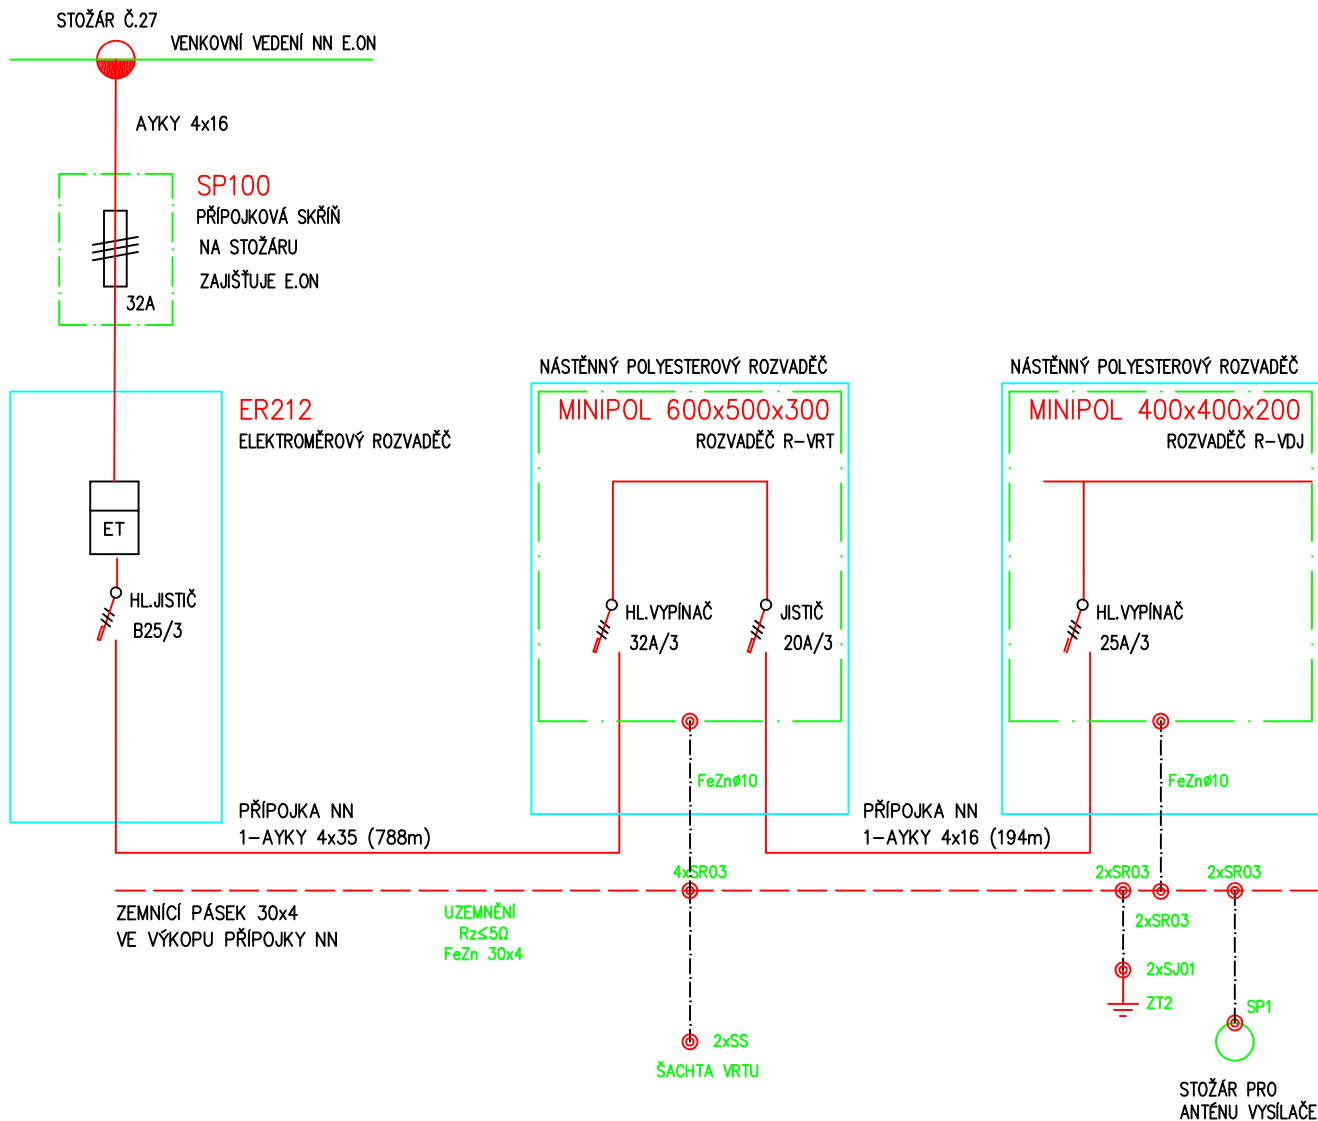 STOŽÁR Č.27
VENKOVNÍ VEDENÍ NN E.ON
AYKY 4x16
SP100
PŘÍPOJKOVÁ SKŘÍŇ
NA STOŽÁRU
ZAJIŠŤUJE E.ON
32A
ER212
ELEKTROMĚROVÝ ROZVADĚČ
ET
HL.JISTIČ
B25/3
NÁSTĚNNÝ POLYESTEROVÝ ROZVADĚČ
MINIPOL 600x500x300
ROZVADĚČ R-VRT
HL.VYPÍNAČ
32A/3
JISTIČ
20A/3
NÁSTĚNNÝ POLYESTEROVÝ ROZVADĚČ
MINIPOL 400x400x200
ROZVADĚČ R-VDJ
HL.VYPÍNAČ
25A/3
FeZnø10
FeZnø10
PŘÍPOJKA NN
1-AYKY 4x35 (788m)
PŘÍPOJKA NN
1-AYKY 4x16 (194m)
4xSR03
2xSR03
2xSR03
ZEMNÍCÍ PÁSEK 30x4
VE VÝKOPU PŘÍPOJKY NN
UZEMNĚNÍ
Rz≤5Ω
FeZn 30x4
2xSR03
2xSJ01
ZT2
SP1
2xSS
ŠACHTA VRTU
STOŽÁR PRO
ANTÉNU VYSÍLAČE